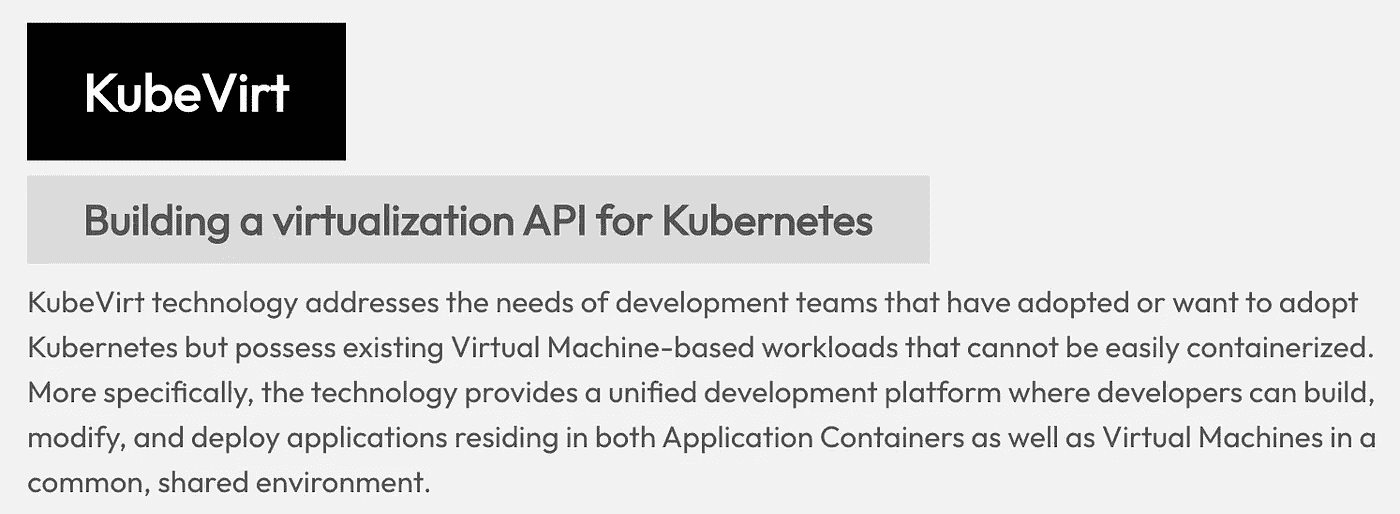 KubeVirt
Building a virtualization API for Kubernetes
KubeVirt technology addresses the needs of development teams that have adopted or want to adopt
Kubernetes but possess existing Virtual Machine-based workloads that cannot be easily containerized.
More specifically, the technology provides a unified development platform where developers can build,
modify, and deploy applications residing in both Application Containers as well as Virtual Machines in a
common, shared environment.